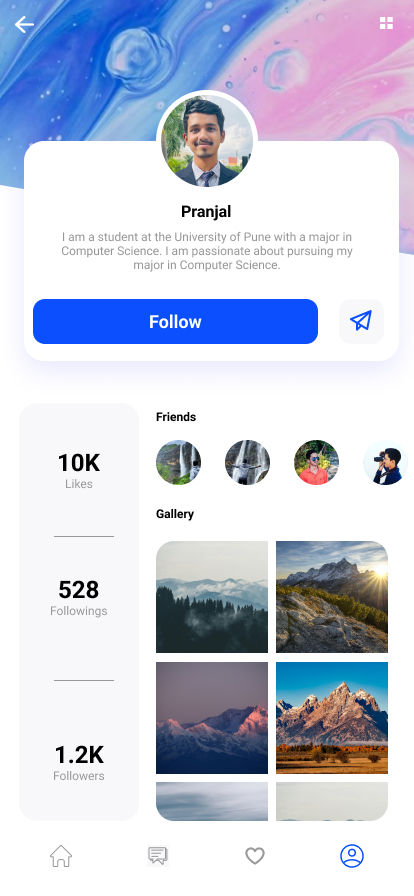 Pranjal
I am a student at the University of Pune with a major in
Computer Science. I am passionate about pursuing my
major in Computer Science.
Follow
10K
Likes
528
Followings
1.2K
Followers
Friends
Gallery